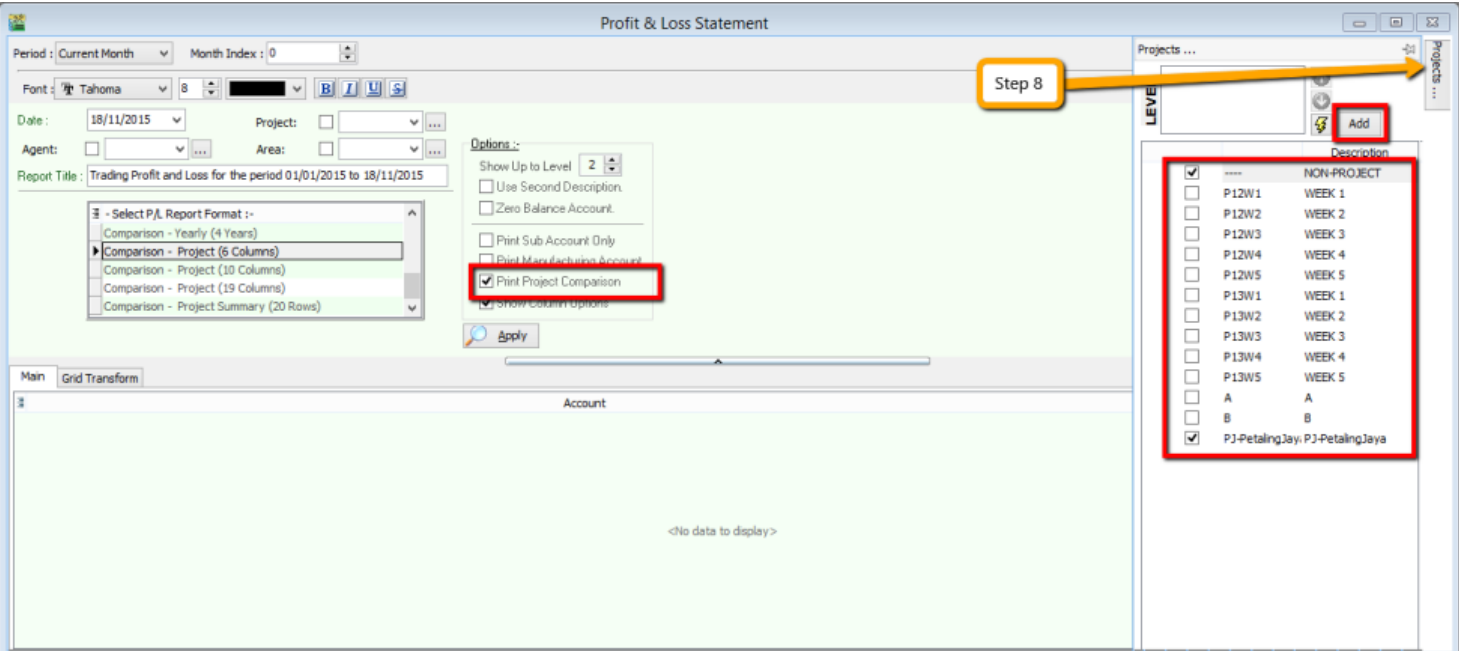 Profit & Loss Statement
Period : Current Month Month Index : 0
Projects ...
Projects ...
Font : Tahoma 8 B I U S
Step 8
LEVEL
Add
Date : 18/11/2015 Project: ...
Agent: ... Area: ...
Report Title : Trading Profit and Loss for the period 01/01/2015 to 18/11/2015
- Select P/L Report Format :-
Comparison - Yearly (4 Years)
Comparison - Project (6 Columns)
Comparison - Project (10 Columns)
Comparison - Project (19 Columns)
Comparison - Project Summary (20 Rows)
Options :-
Show Up to Level 2
Use Second Description.
Zero Balance Account.
Print Sub Account Only
Print Manufacturing Account
Print Project Comparison
Show Column Options
Apply
Description
---- NON-PROJECT
P12W1 WEEK 1
P12W2 WEEK 2
P12W3 WEEK 3
P12W4 WEEK 4
P12W5 WEEK 5
P13W1 WEEK 1
P13W2 WEEK 2
P13W3 WEEK 3
P13W4 WEEK 4
P13W5 WEEK 5
A A
B B
PJ-PetalingJay PJ-PetalingJaya
Main Grid Transform
Account
<No data to display>